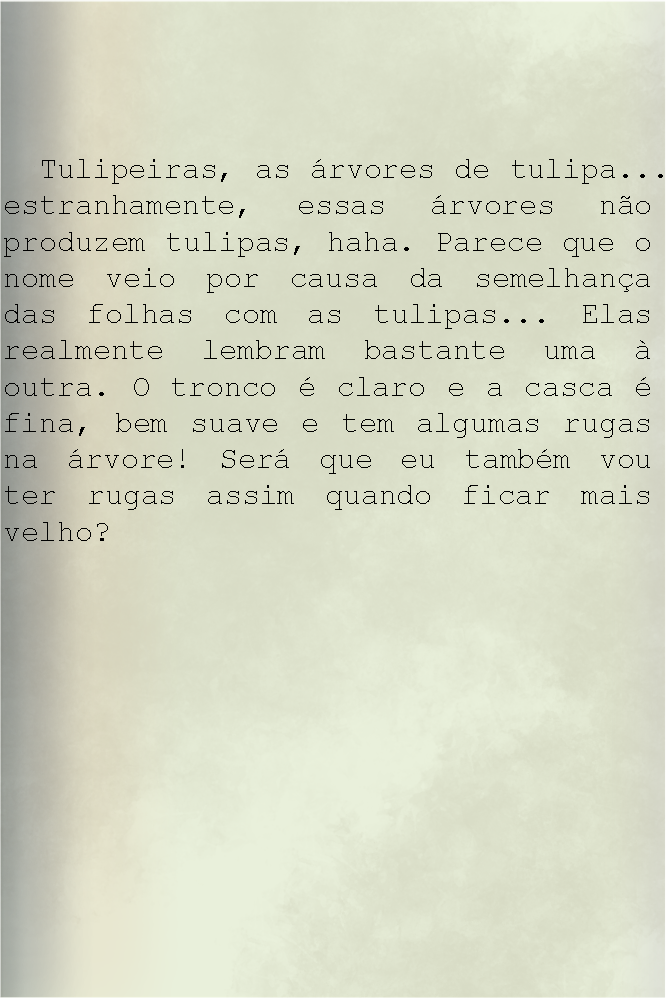 Tulipeiras, as árvores de tulipa...
estranhamente, essas árvores não
produzem tulipas, haha. Parece que o
nome veio por causa da semelhança
das folhas com as tulipas... Elas
realmente lembram bastante uma à
outra. O tronco é claro e a casca é
fina, bem suave e tem algumas rugas
na árvore! Será que eu também vou
ter rugas assim quando ficar mais
velho?